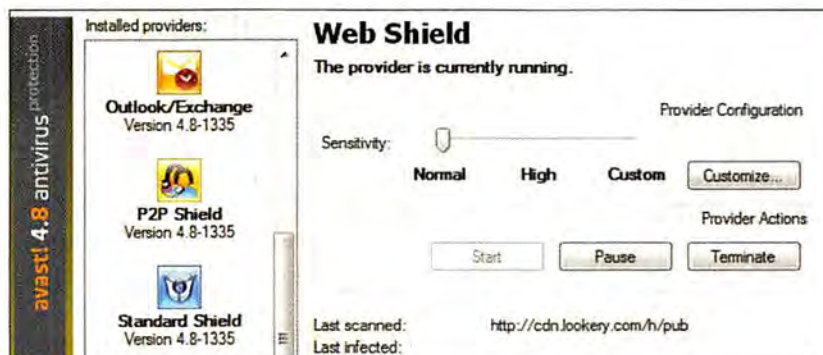 avast! 4.8 antivirus protection
Installed providers:
Outlook/Exchange
Version 4.8-1335
P2P Shield
Version 4.8-1335
Standard Shield
Version 4.8-1335
Web Shield
The provider is currently running.
Provider Configuration
Sensitivity:
Normal High Custom Customize...
Provider Actions
Start Pause Terminate
Last scanned: http://cdn.lookery.com/h/pub
Last infected: